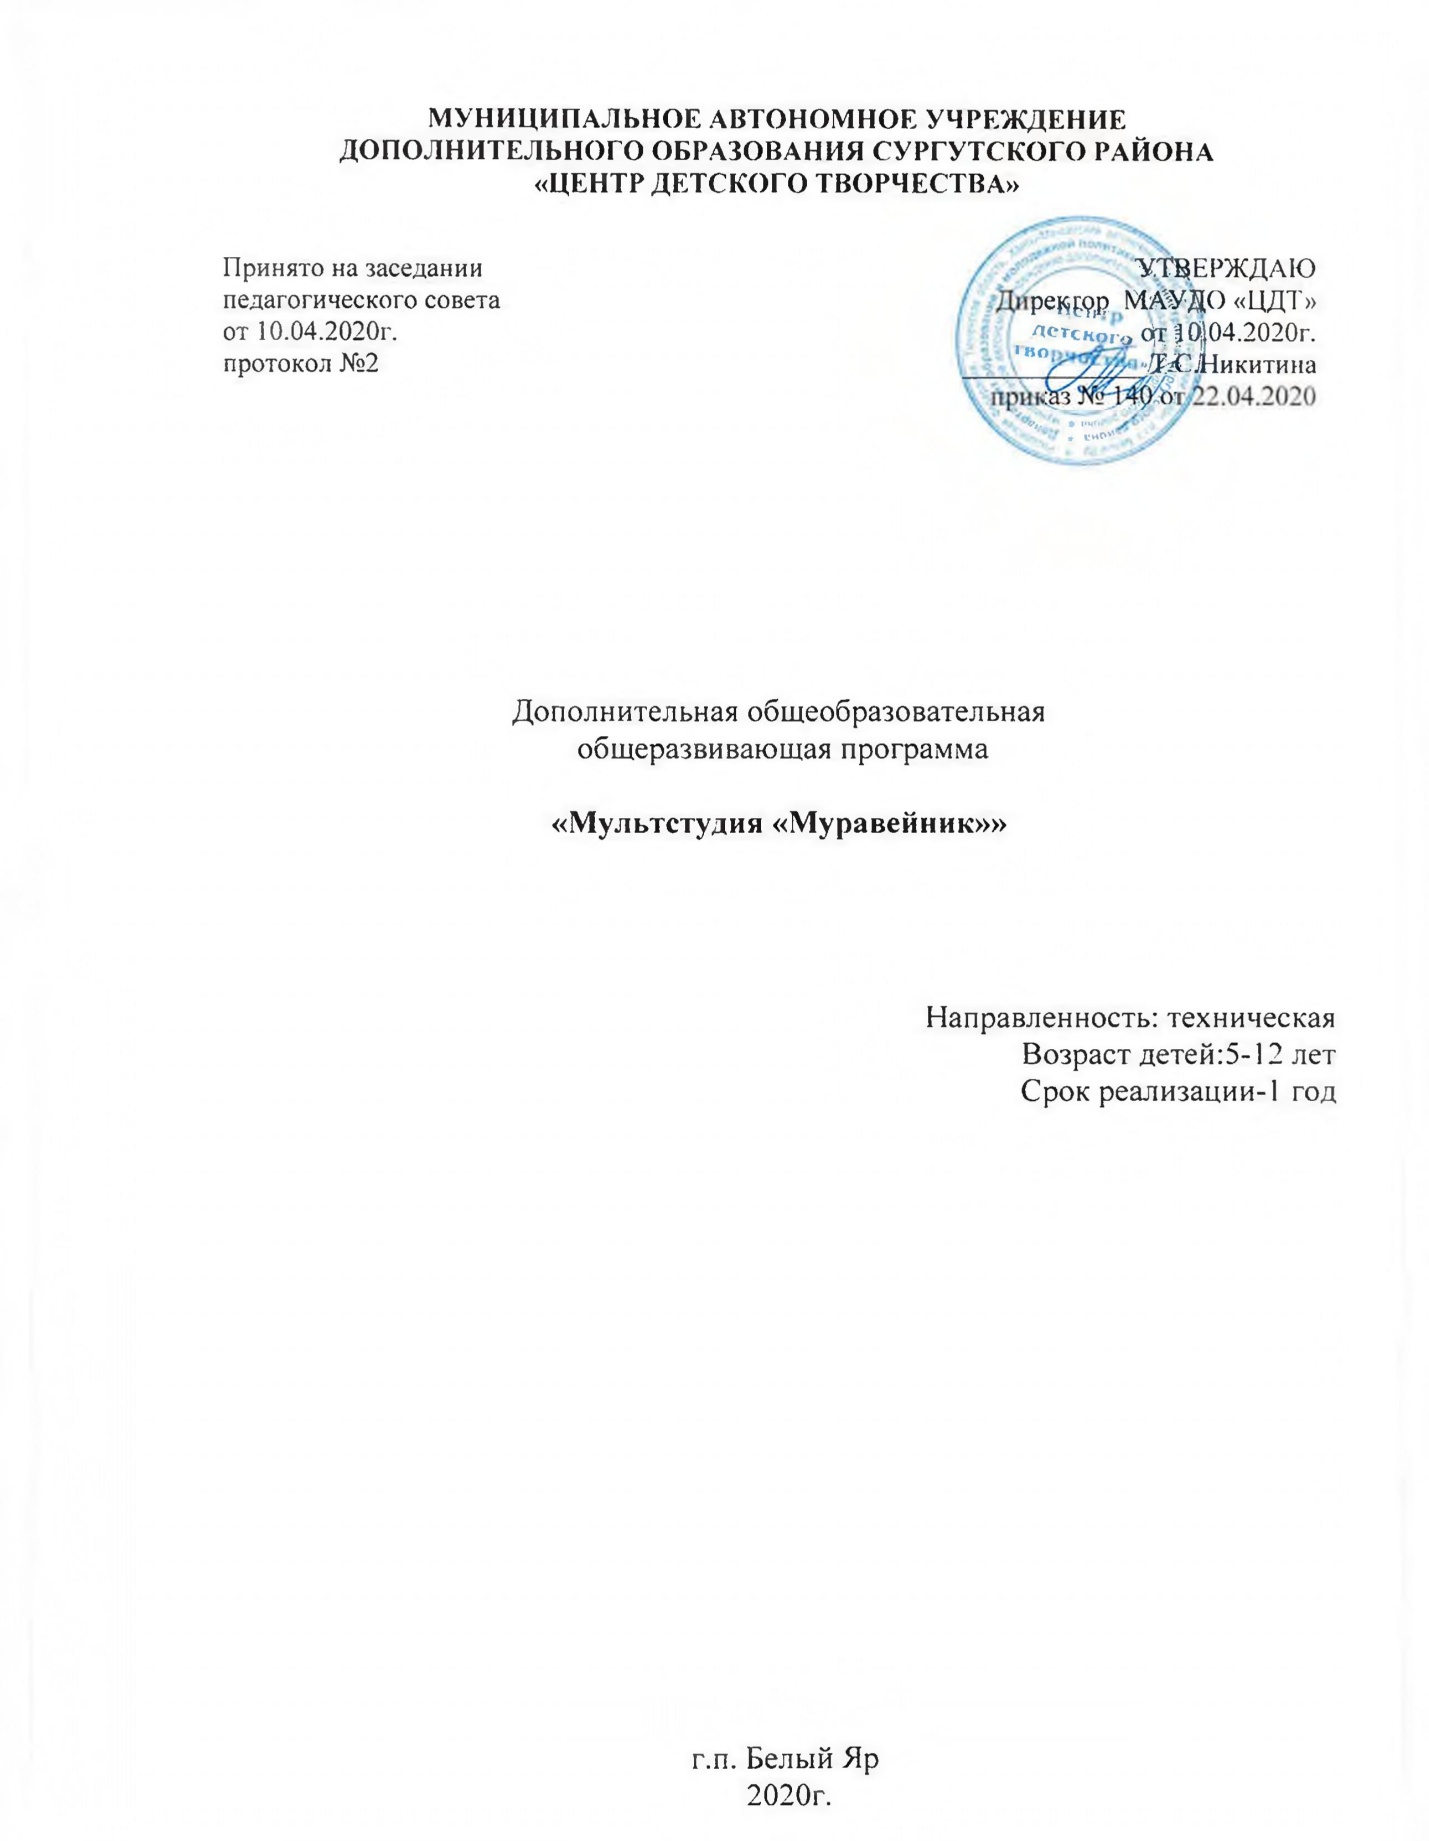 МУНИЦИПАЛЬНОЕ АВТОНОМНОЕ УЧРЕЖДЕНИЕ
ДОПОЛНИТЕЛЬНОГО ОБРАЗОВАНИЯ СУРГУТСКОГО РАЙОНА
«ЦЕНТР ДЕТСКОГО ТВОРЧЕСТВА»
Принято на заседании
педагогического совета
от 10.04.2020г.
протокол №2
УТВЕРЖДАЮ
Директор МАУДО «ЦДТ»
от 10.04.2020г.
Никитина
приказ № 140 от 22.04.2020
Центр
детского
творчества
Дополнительная общеобразовательная
общеразвивающая программа
«Мультстудия «Муравейник»»
Направленность: техническая
Возраст детей:5-12 лет
Срок реализации-1 год
г.п. Белый Яр
2020г.